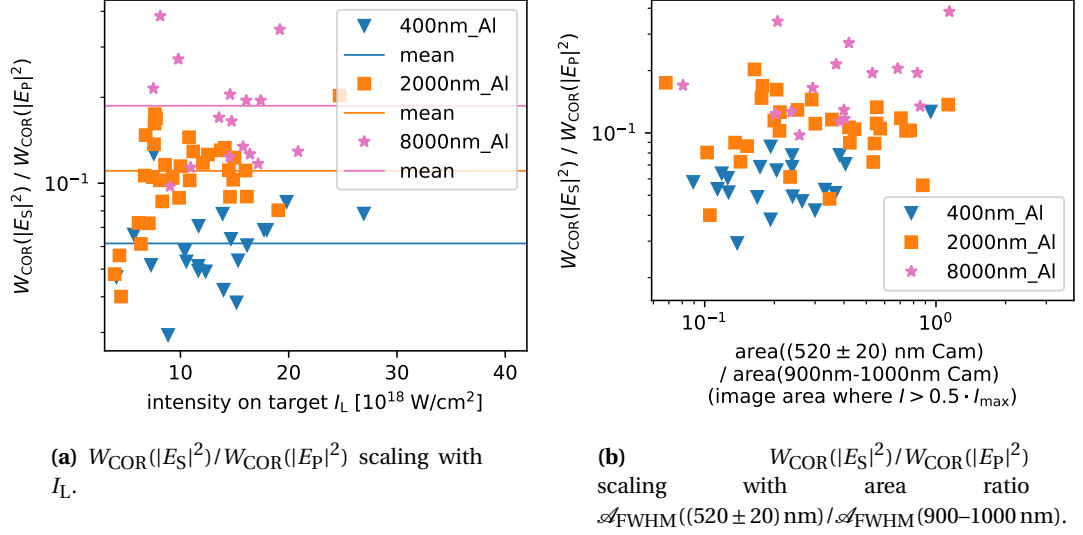 W_COR(|E_S|^2) / W_COR(|E_P|^2)
10^-1
10
20
30
40
intensity on target I_L [10^18 W/cm^2]
400nm_Al
mean
2000nm_Al
mean
8000nm_Al
mean
(a) W_COR(|E_S|^2)/W_COR(|E_P|^2) scaling with
I_L.
W_COR(|E_S|^2) / W_COR(|E_P|^2)
10^-1
10^-1
10^0
area((520 ± 20) nm Cam)
/ area(900nm-1000nm Cam)
(image area where I > 0.5 · I_max)
400nm_Al
2000nm_Al
8000nm_Al
(b) W_COR(|E_S|^2)/W_COR(|E_P|^2)
scaling with area ratio
𝒜_FWHM((520 ± 20) nm)/𝒜_FWHM(900–1000 nm).